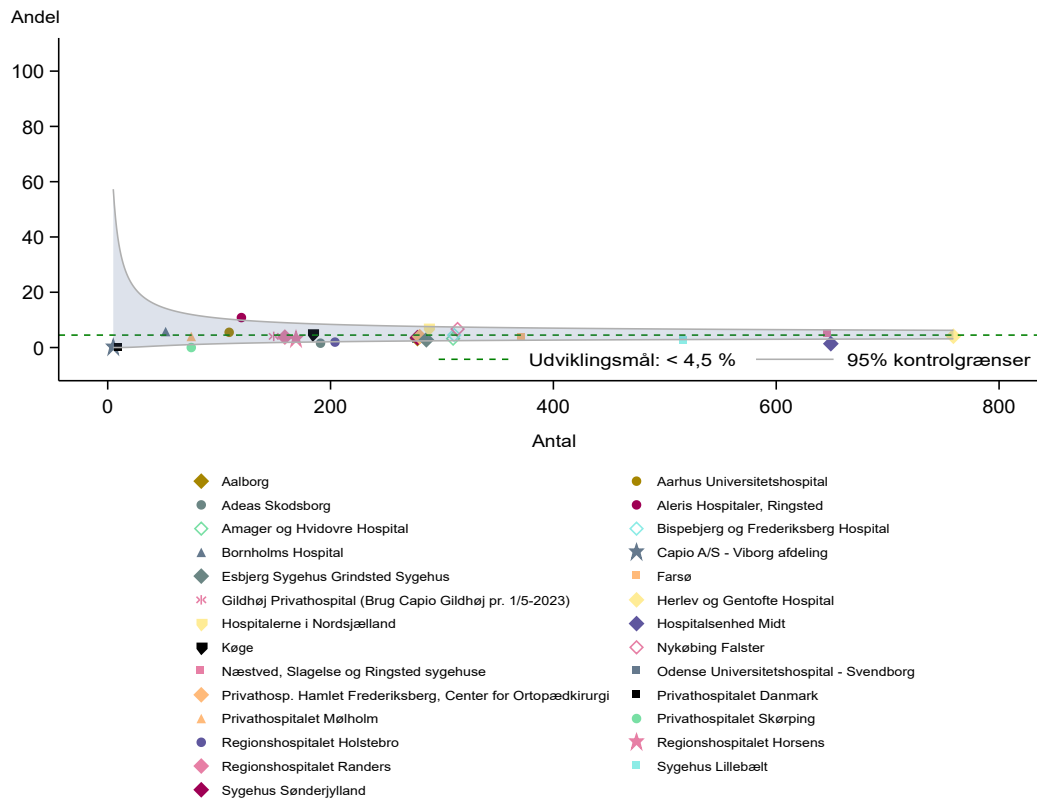 Andel
100
80
60
40
20
0
Udviklingsmål: < 4,5 %
95% kontrolgrænser
0
200
400
600
800
Antal
Aalborg
Aarhus Universitetshospital
Adeas Skodsborg
Aleris Hospitaler, Ringsted
Amager og Hvidovre Hospital
Bispebjerg og Frederiksberg Hospital
Bornholms Hospital
Capio A/S - Viborg afdeling
Esbjerg Sygehus Grindsted Sygehus
Farsø
Gildhøj Privathospital (Brug Capio Gildhøj pr. 1/5-2023)
Herlev og Gentofte Hospital
Hospitalerne i Nordsjælland
Hospitalsenhed Midt
Køge
Nykøbing Falster
Næstved, Slagelse og Ringsted sygehuse
Odense Universitetshospital - Svendborg
Privathosp. Hamlet Frederiksberg, Center for Ortopædkirurgi
Privathospitalet Danmark
Privathospitalet Mølholm
Privathospitalet Skørping
Regionshospitalet Holstebro
Regionshospitalet Horsens
Regionshospitalet Randers
Sygehus Lillebælt
Sygehus Sønderjylland